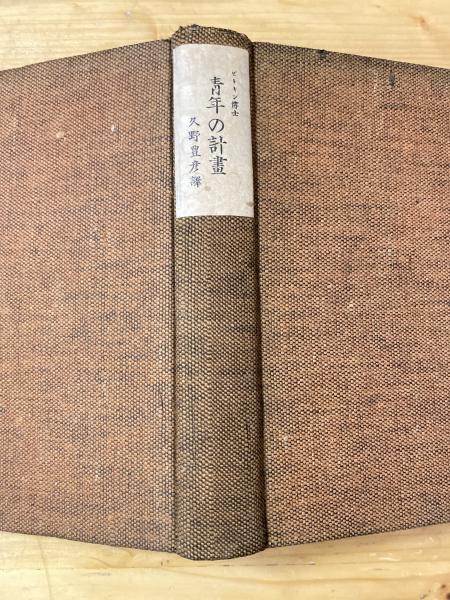 ピトキン博士
青年の計畫
久野豊彦譯